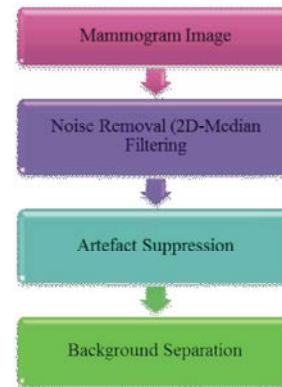 Mammogram Image
Noise Removal (2D-Median
Filtering
Artefact Suppression
Background Separation